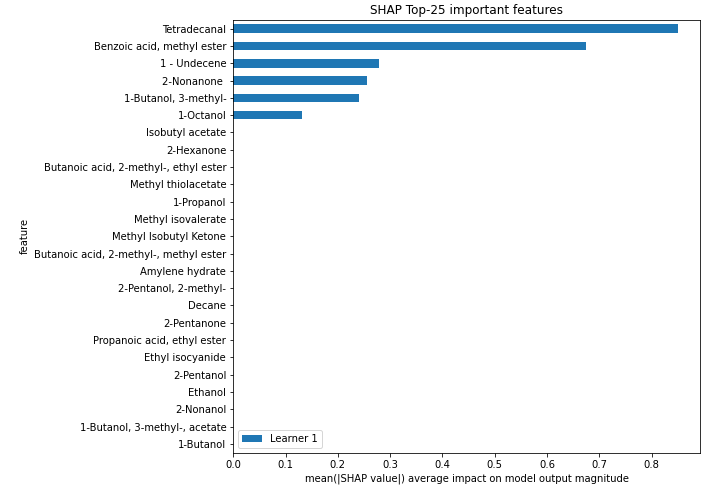 SHAP Top-25 important features
Tetradecanal
Benzoic acid, methyl ester
1 - Undecene
2-Nonanone
1-Butanol, 3-methyl-
1-Octanol
Isobutyl acetate
2-Hexanone
Butanoic acid, 2-methyl-, ethyl ester
Methyl thiolacetate
1-Propanol
Methyl isovalerate
Methyl Isobutyl Ketone
Butanoic acid, 2-methyl-, methyl ester
Amylene hydrate
2-Pentanol, 2-methyl-
Decane
2-Pentanone
Propanoic acid, ethyl ester
Ethyl isocyanide
2-Pentanol
Ethanol
2-Nonanol
1-Butanol, 3-methyl-, acetate
1-Butanol
feature
Learner 1
0.0 0.1 0.2 0.3 0.4 0.5 0.6 0.7 0.8
mean(|SHAP value|) average impact on model output magnitude